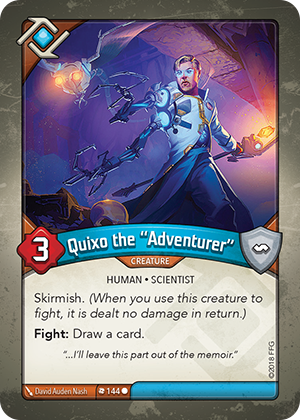 3
Quixo the “Adventurer”
CREATURE
HUMAN • SCIENTIST
Skirmish. (When you use this creature to
fight, it is dealt no damage in return.)
Fight: Draw a card.
“...I’ll leave this part out of the memoir.”
©2018 FFG
David Auden Nash
144